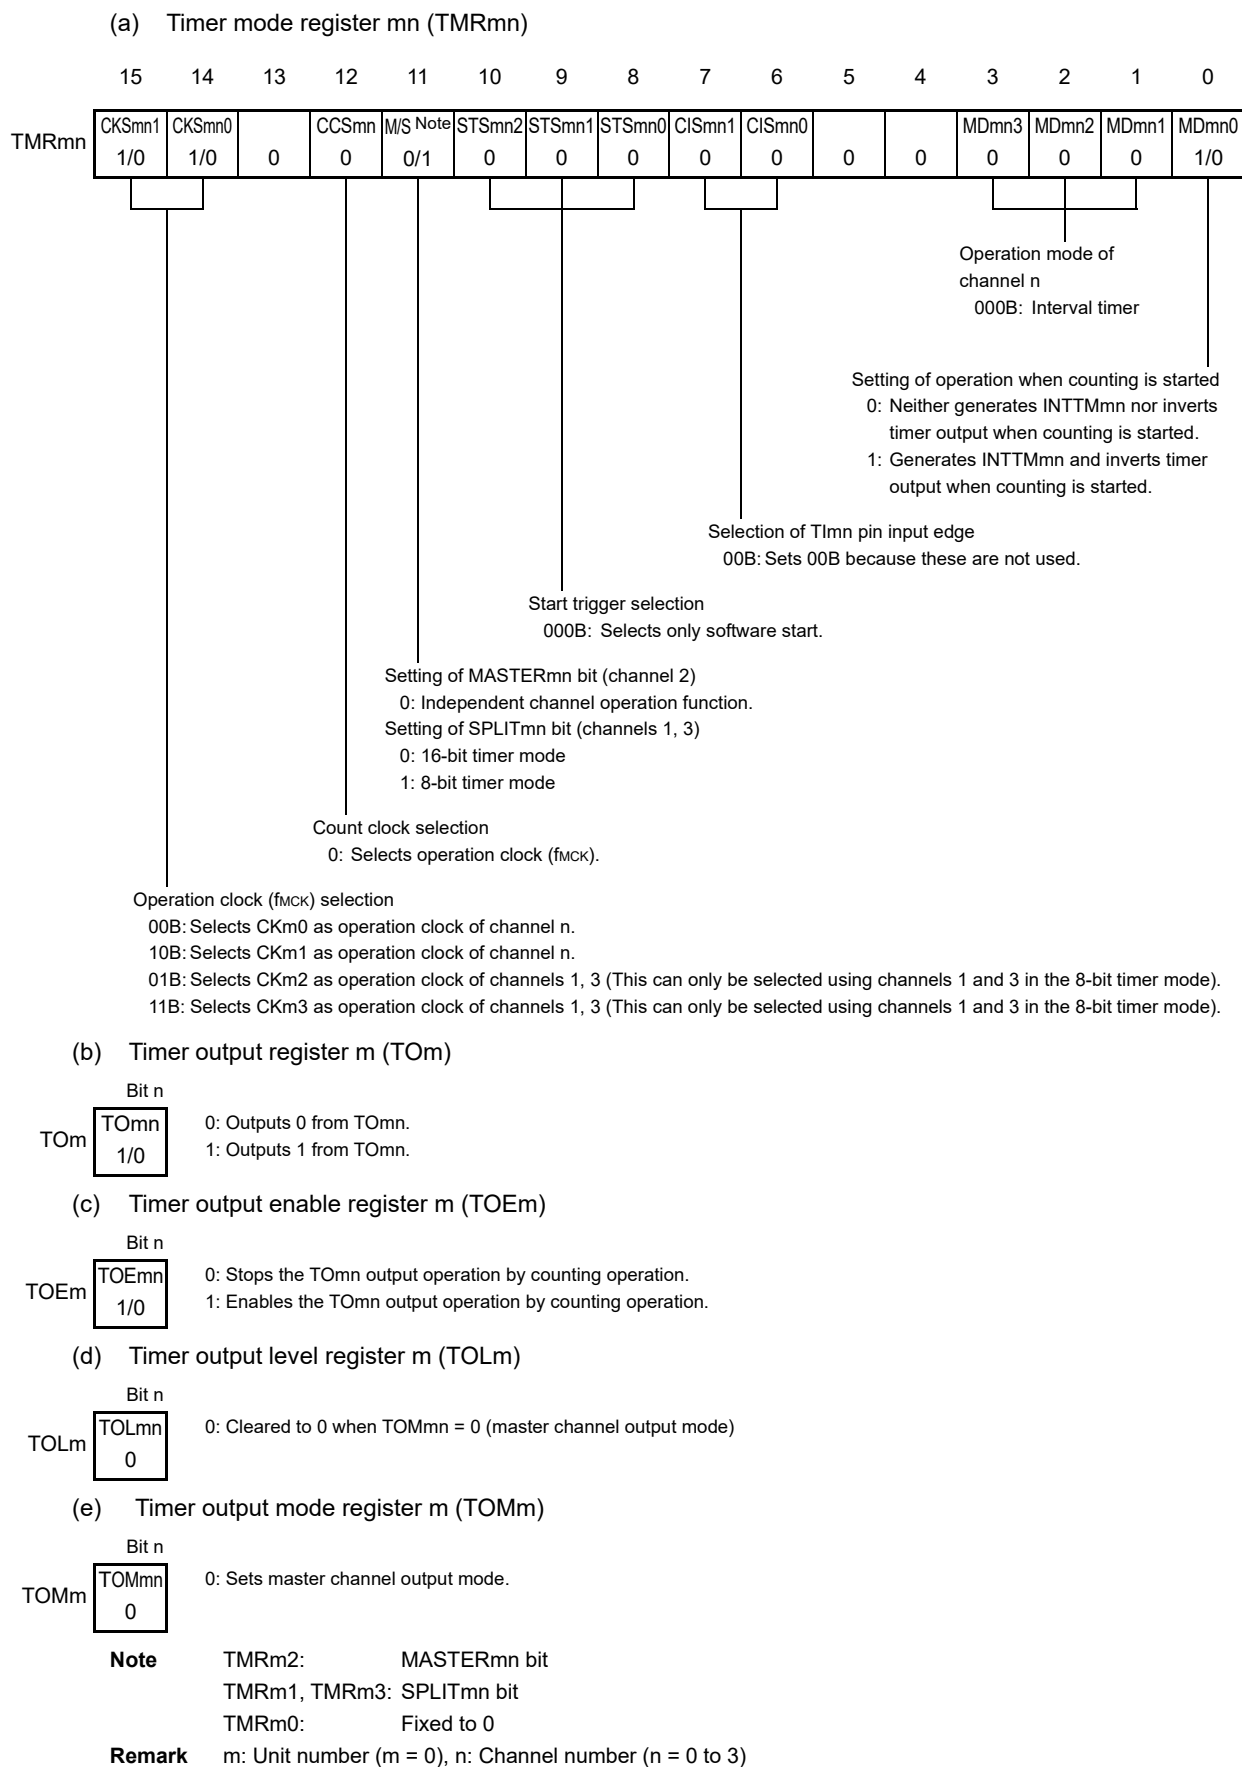 (a) Timer mode register mn (TMRmn)
15 14 13 12 11 10 9 8 7 6 5 4 3 2 1 0
TMRmn
CKSmn1 CKSmn0 CCSmn M/S Note STSmn2 STSmn1 STSmn0 CISmn1 CISmn0 MDmn3 MDmn2 MDmn1 MDmn0
1/0 1/0 0 0 0/1 0 0 0 0 0 0 0 0 0 0 1/0
Operation mode of
channel n
000B: Interval timer
Setting of operation when counting is started
0: Neither generates INTTMmn nor inverts
timer output when counting is started.
1: Generates INTTMmn and inverts timer
output when counting is started.
Selection of TImn pin input edge
00B: Sets 00B because these are not used.
Start trigger selection
000B: Selects only software start.
Setting of MASTERmn bit (channel 2)
0: Independent channel operation function.
Setting of SPLITmn bit (channels 1, 3)
0: 16-bit timer mode
1: 8-bit timer mode
Count clock selection
0: Selects operation clock (fMCK).
Operation clock (fMCK) selection
00B: Selects CKm0 as operation clock of channel n.
10B: Selects CKm1 as operation clock of channel n.
01B: Selects CKm2 as operation clock of channels 1, 3 (This can only be selected using channels 1 and 3 in the 8-bit timer mode).
11B: Selects CKm3 as operation clock of channels 1, 3 (This can only be selected using channels 1 and 3 in the 8-bit timer mode).
(b) Timer output register m (TOm)
Bit n
TOm
TOmn
1/0
0: Outputs 0 from TOmn.
1: Outputs 1 from TOmn.
(c) Timer output enable register m (TOEm)
Bit n
TOEm
TOEmn
1/0
0: Stops the TOmn output operation by counting operation.
1: Enables the TOmn output operation by counting operation.
(d) Timer output level register m (TOLm)
Bit n
TOLm
TOLmn
0
0: Cleared to 0 when TOMmn = 0 (master channel output mode)
(e) Timer output mode register m (TOMm)
Bit n
TOMm
TOMmn
0
0: Sets master channel output mode.
Note TMRm2: MASTERmn bit
TMRm1, TMRm3: SPLITmn bit
TMRm0: Fixed to 0
Remark m: Unit number (m = 0), n: Channel number (n = 0 to 3)